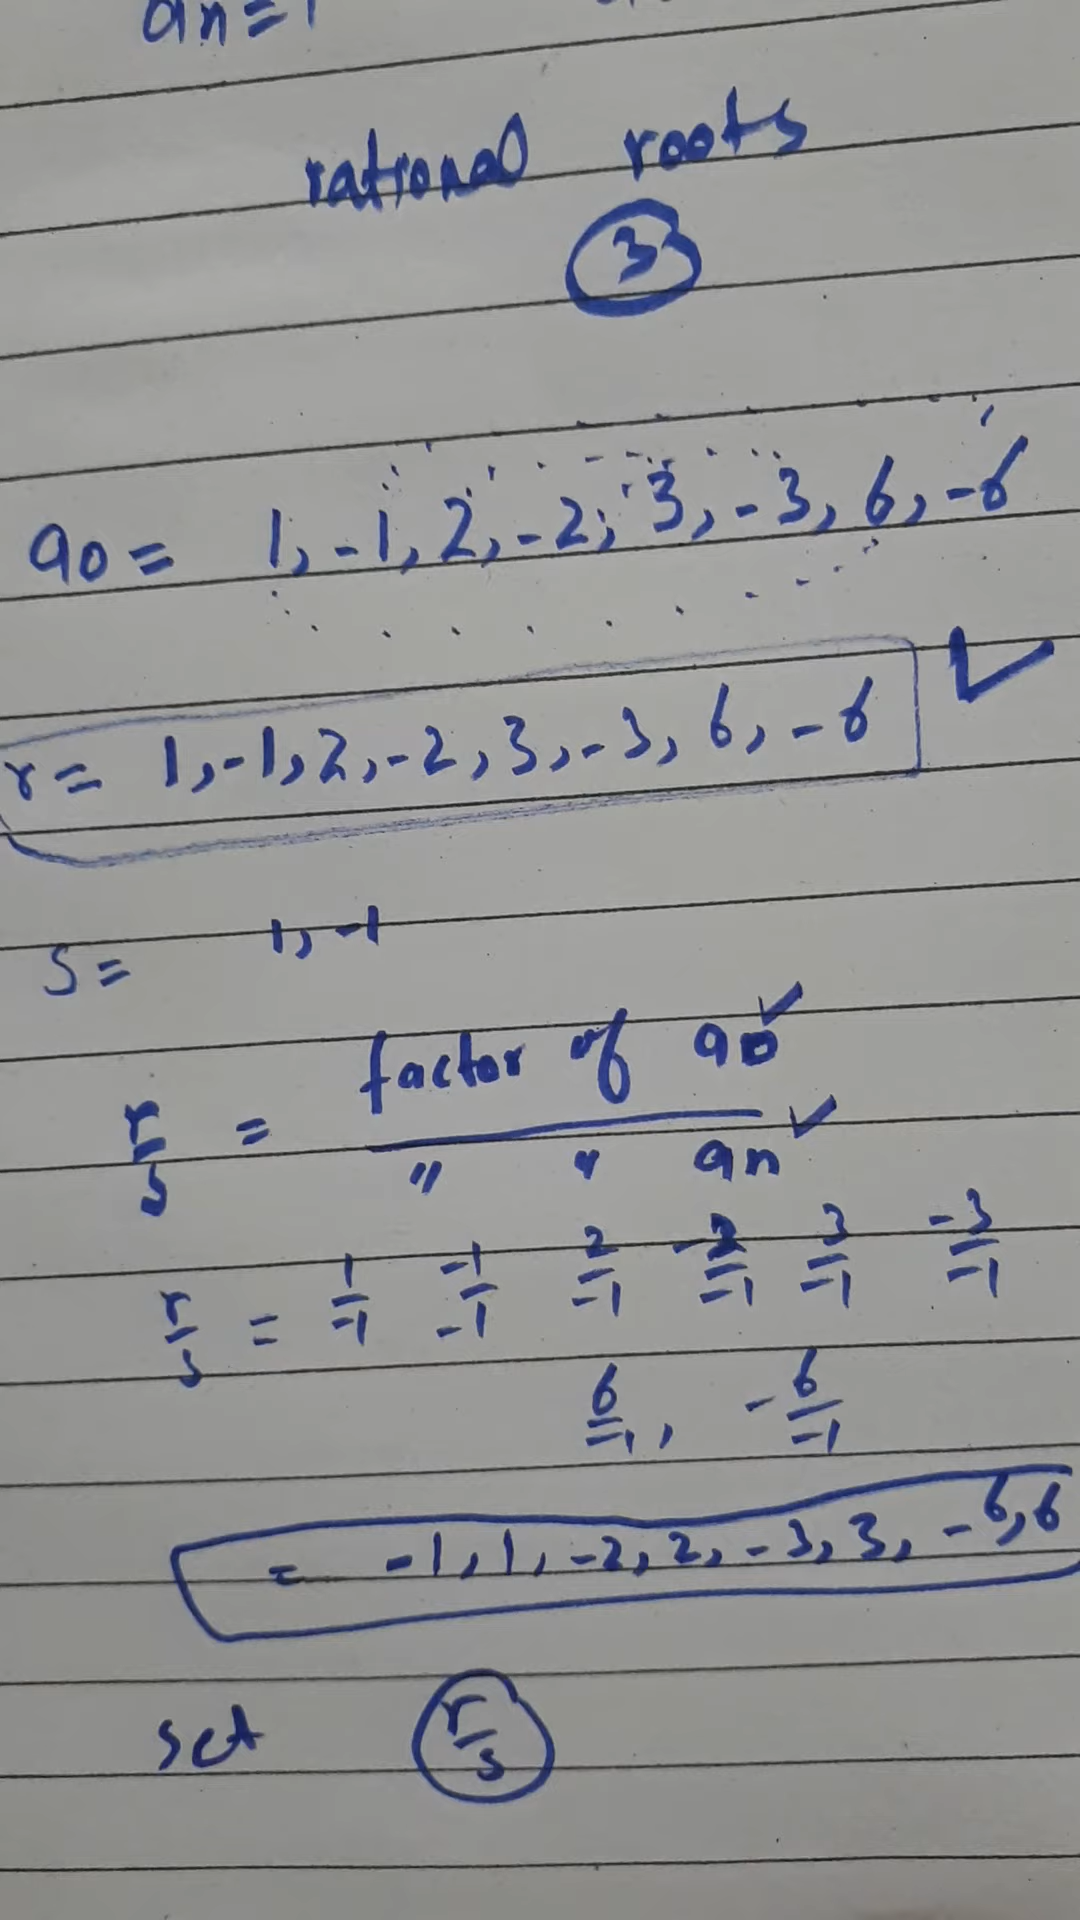 an = 1
rational roots
3
a0 = 1, -1, 2, -2, 3, -3, 6, -6
r = 1, -1, 2, -2, 3, -3, 6, -6 ✓
s = 1, -1
r/s = factor of a0 ✓ / " " an ✓
r/s = 1/-1 -1/-1 2/-1 -2/-1 3/-1 -3/-1
6/-1, -6/-1
= -1, 1, -2, 2, -3, 3, -6, 6
set r/s